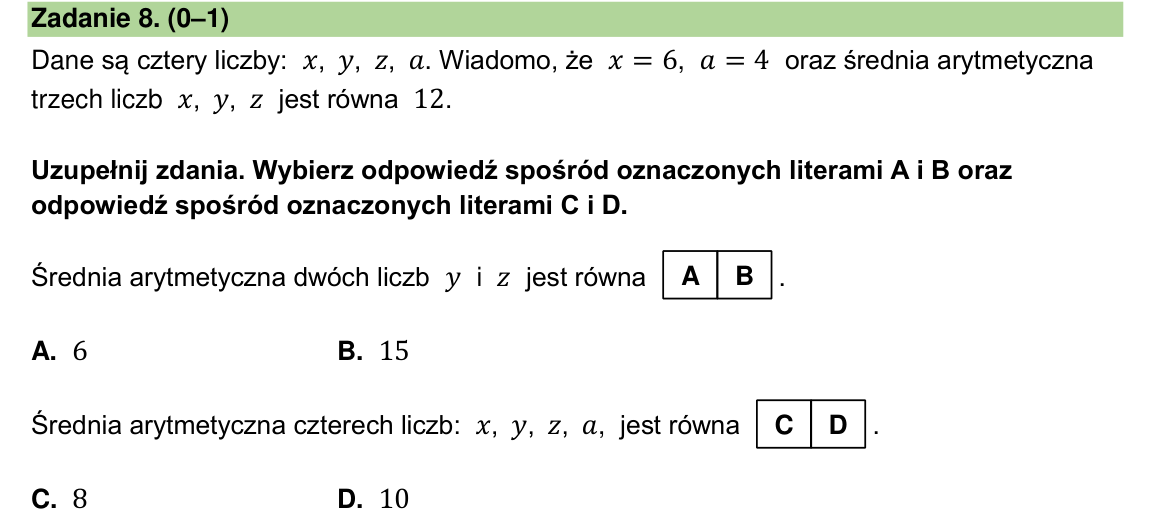 Zadanie 8. (0–1)
Dane są cztery liczby: x, y, z, a. Wiadomo, że x = 6, a = 4 oraz średnia arytmetyczna
trzech liczb x, y, z jest równa 12.
Uzupełnij zdania. Wybierz odpowiedź spośród oznaczonych literami A i B oraz
odpowiedź spośród oznaczonych literami C i D.
Średnia arytmetyczna dwóch liczb y i z jest równa A B .
A. 6 B. 15
Średnia arytmetyczna czterech liczb: x, y, z, a, jest równa C D .
C. 8 D. 10